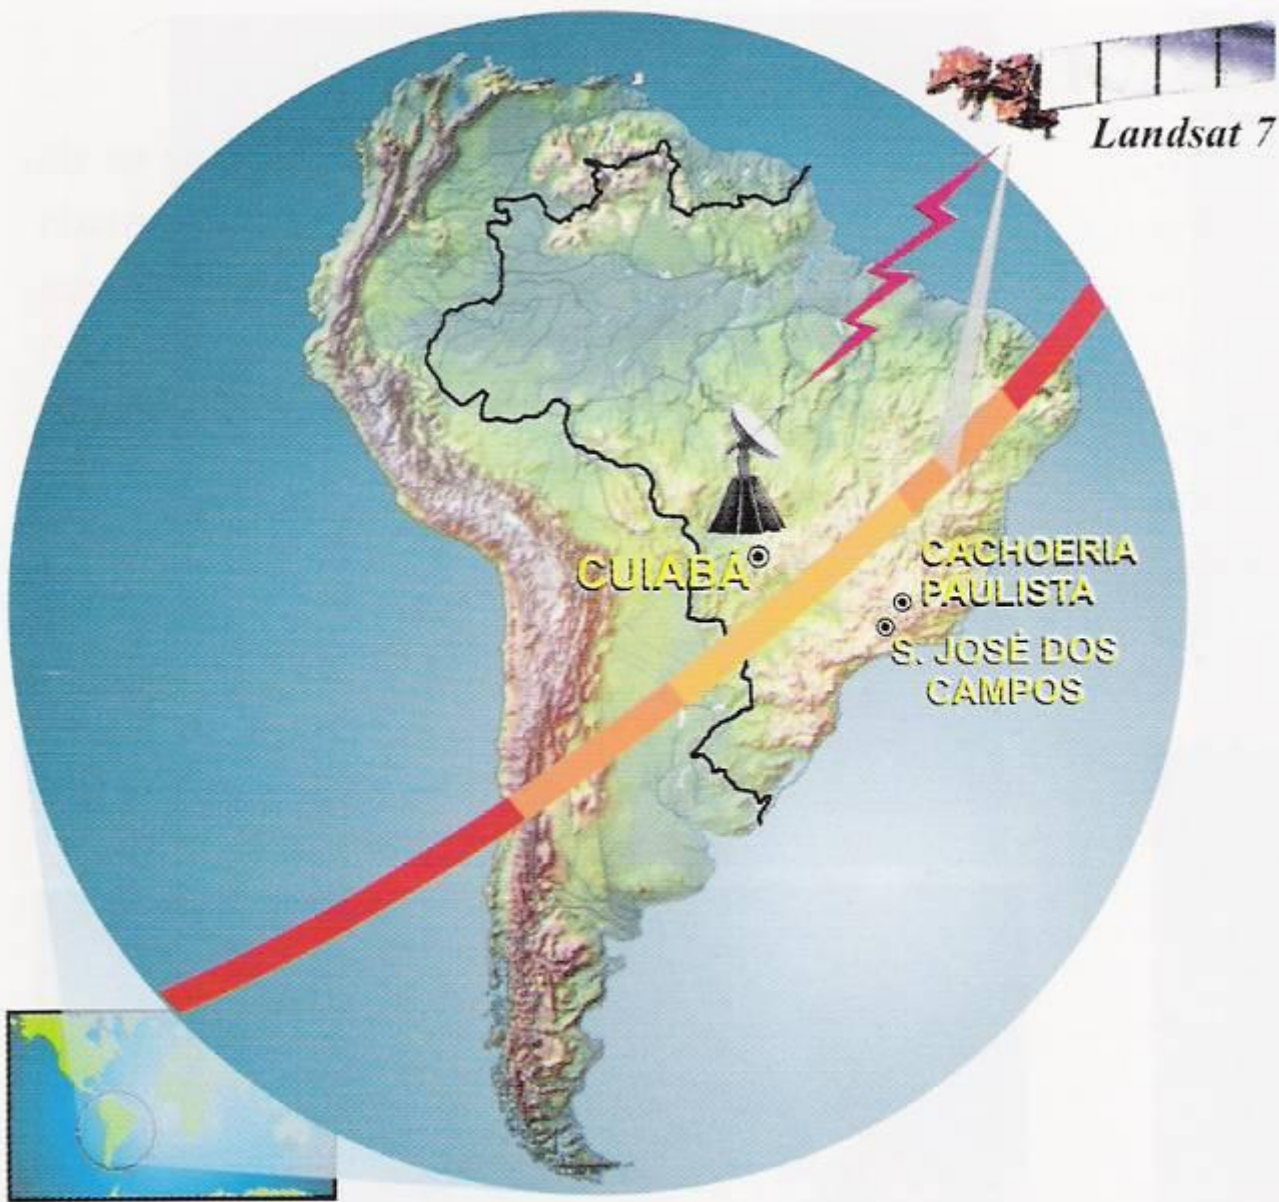 Landsat 7
CUIABÁ
CACHOERIA
PAULISTA
S. JOSÉ DOS
CAMPOS